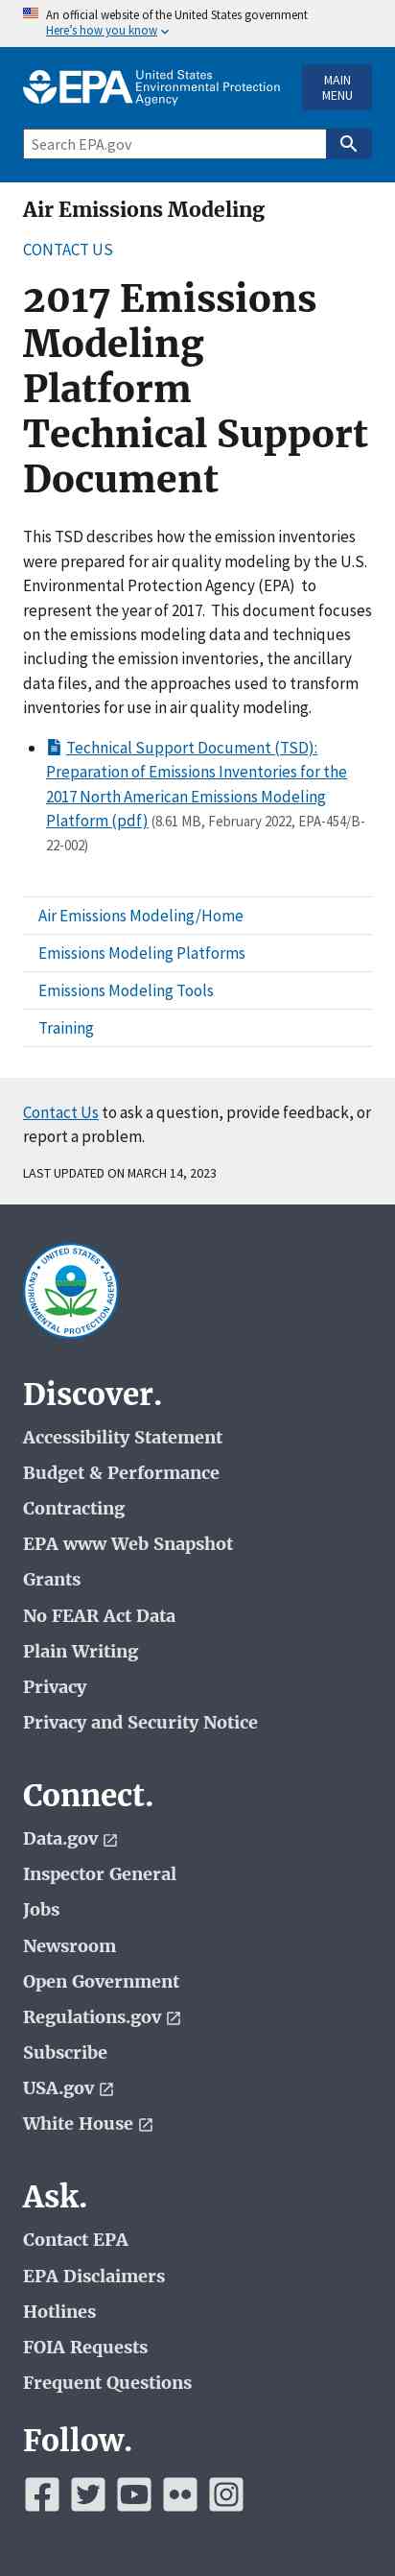 An official website of the United States government
Here's how you know
EPA United States
Environmental Protection
Agency
MAIN
MENU
Search EPA.gov
Air Emissions Modeling
CONTACT US
2017 Emissions
Modeling
Platform
Technical Support
Document
This TSD describes how the emission inventories
were prepared for air quality modeling by the U.S.
Environmental Protection Agency (EPA)  to
represent the year of 2017.  This document focuses
on the emissions modeling data and techniques
including the emission inventories, the ancillary
data files, and the approaches used to transform
inventories for use in air quality modeling.
Technical Support Document (TSD):
Preparation of Emissions Inventories for the
2017 North American Emissions Modeling
Platform (pdf) (8.61 MB, February 2022, EPA-454/B-
22-002)
Air Emissions Modeling/Home
Emissions Modeling Platforms
Emissions Modeling Tools
Training
Contact Us to ask a question, provide feedback, or
report a problem.
LAST UPDATED ON MARCH 14, 2023
UNITED STATES
ENVIRONMENTAL PROTECTION AGENCY
Discover.
Accessibility Statement
Budget & Performance
Contracting
EPA www Web Snapshot
Grants
No FEAR Act Data
Plain Writing
Privacy
Privacy and Security Notice
Connect.
Data.gov
Inspector General
Jobs
Newsroom
Open Government
Regulations.gov
Subscribe
USA.gov
White House
Ask.
Contact EPA
EPA Disclaimers
Hotlines
FOIA Requests
Frequent Questions
Follow.